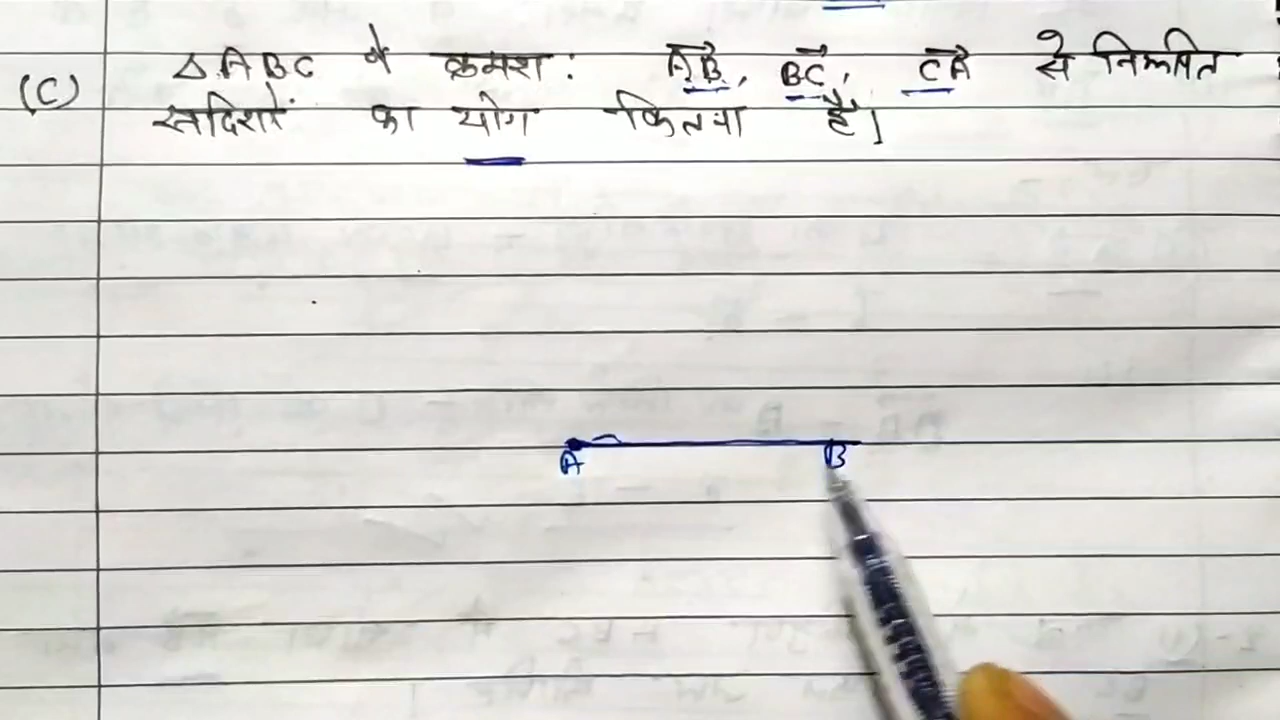 (C) Δ ABC में क्रमशः AB, BC, CA से निरूपित
सदिशों का योग कितना है।
A B